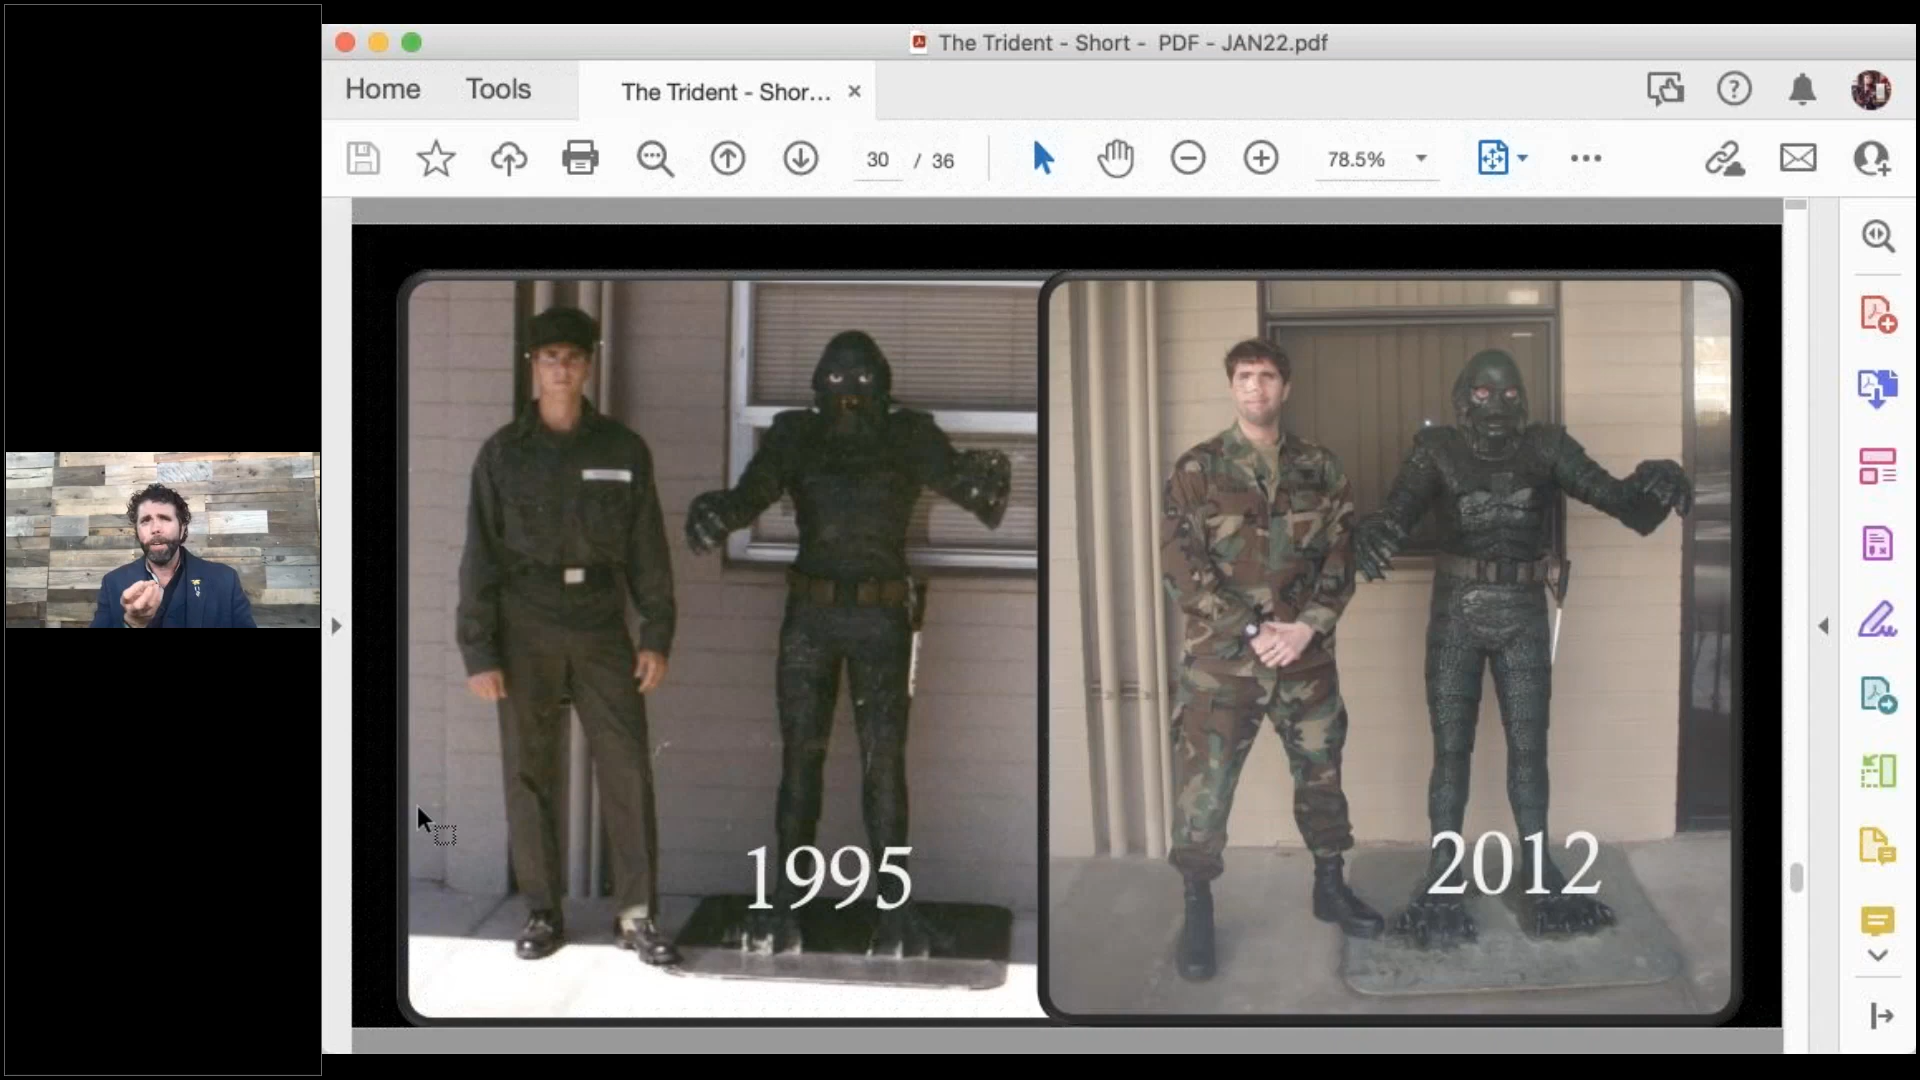 The Trident - Short -  PDF - JAN22.pdf
Home
Tools
The Trident - Shor...
30 / 36
78.5%
1995
2012